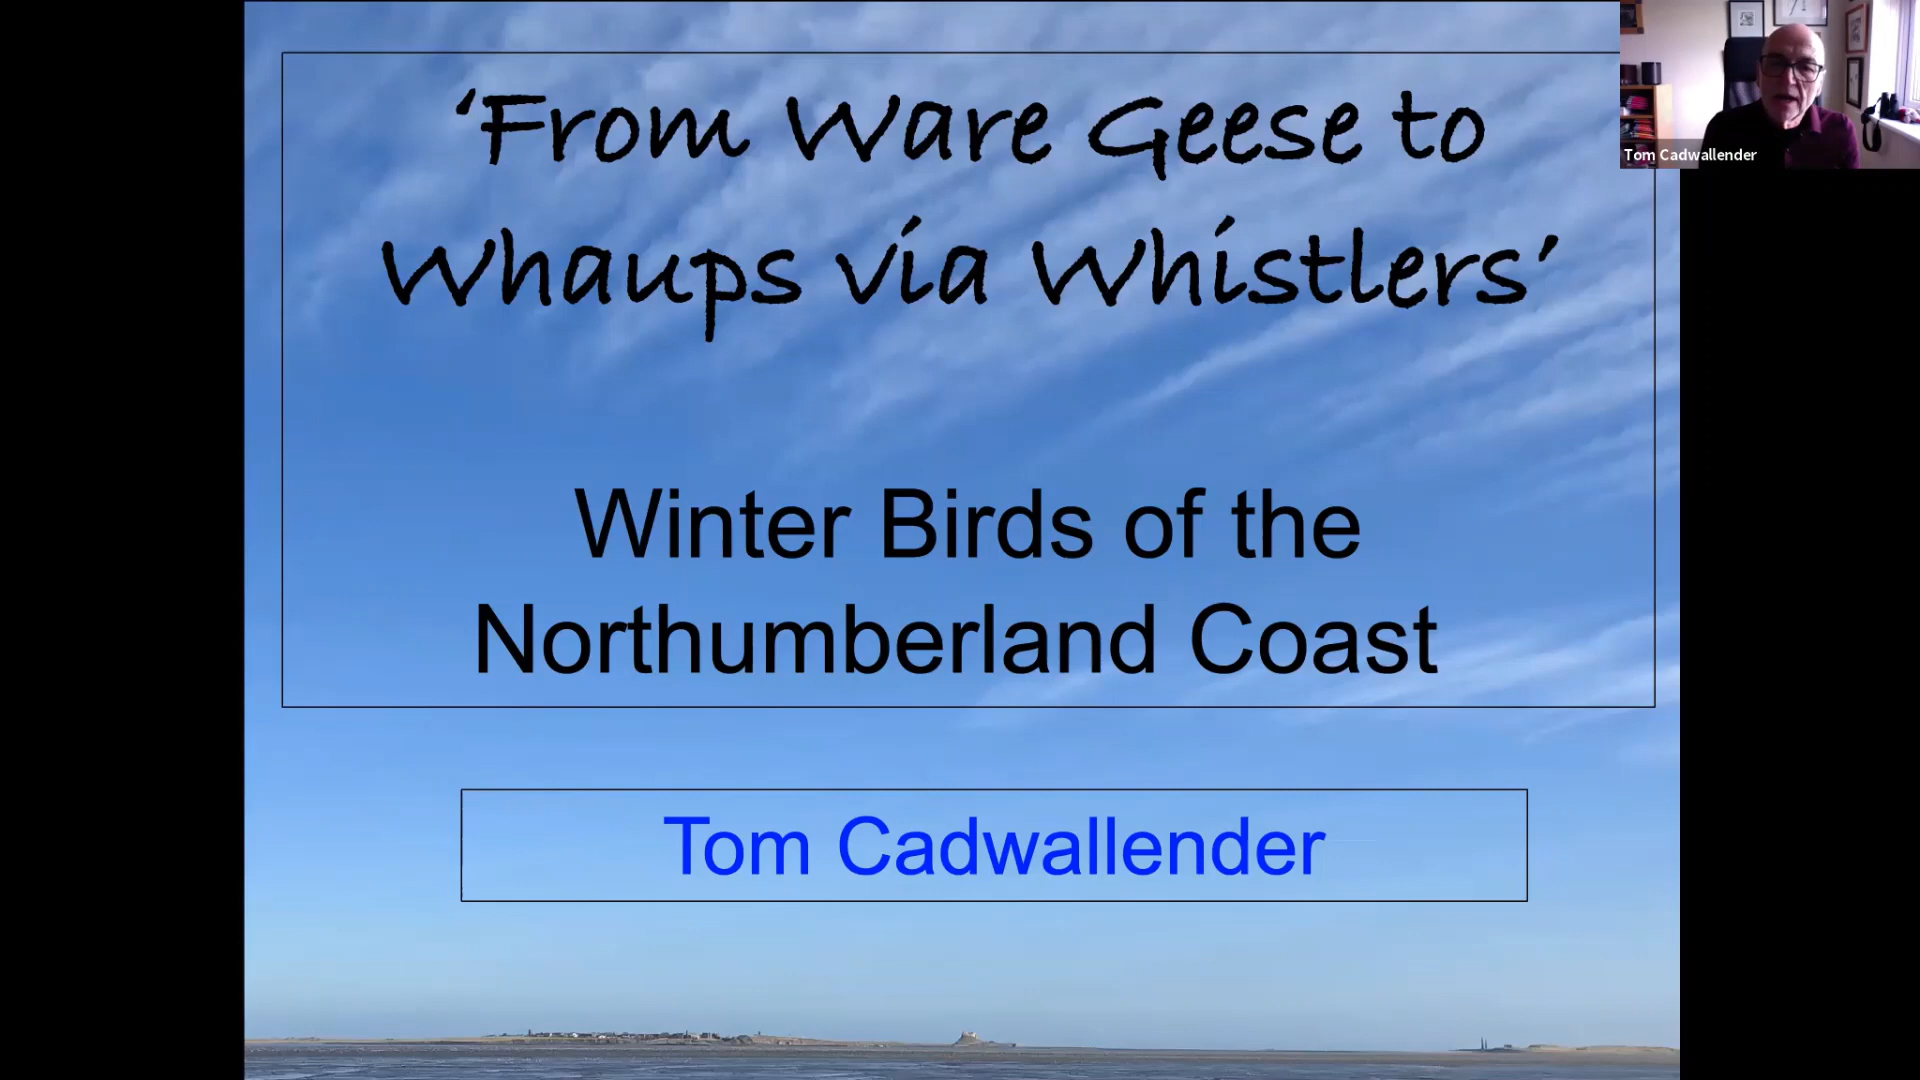 ‘From Ware Geese to
Whaups via Whistlers’
Winter Birds of the
Northumberland Coast
Tom Cadwallender
Tom Cadwallender